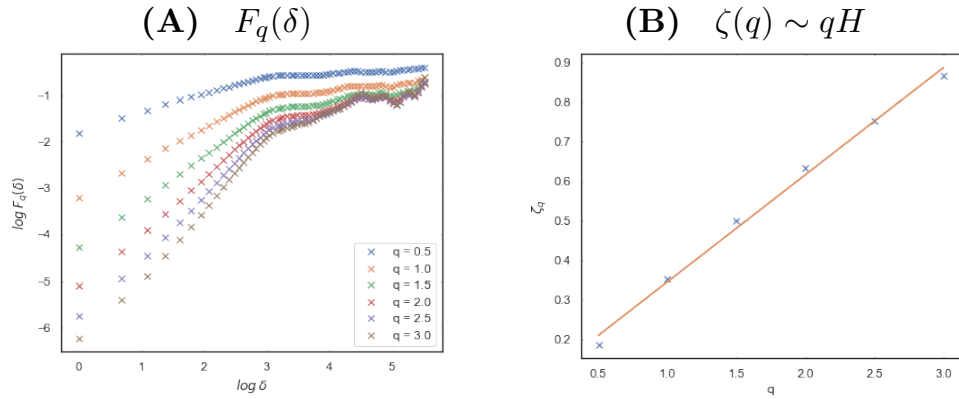 (A) F_q(δ)
−1
−2
−3
−4
−5
−6
log F_q(δ)
0 1 2 3 4 5
log δ
q = 0.5
q = 1.0
q = 1.5
q = 2.0
q = 2.5
q = 3.0
(B) ζ(q) ∼ qH
0.9
0.8
0.7
0.6
0.5
0.4
0.3
0.2
ζ_q
0.5 1.0 1.5 2.0 2.5 3.0
q